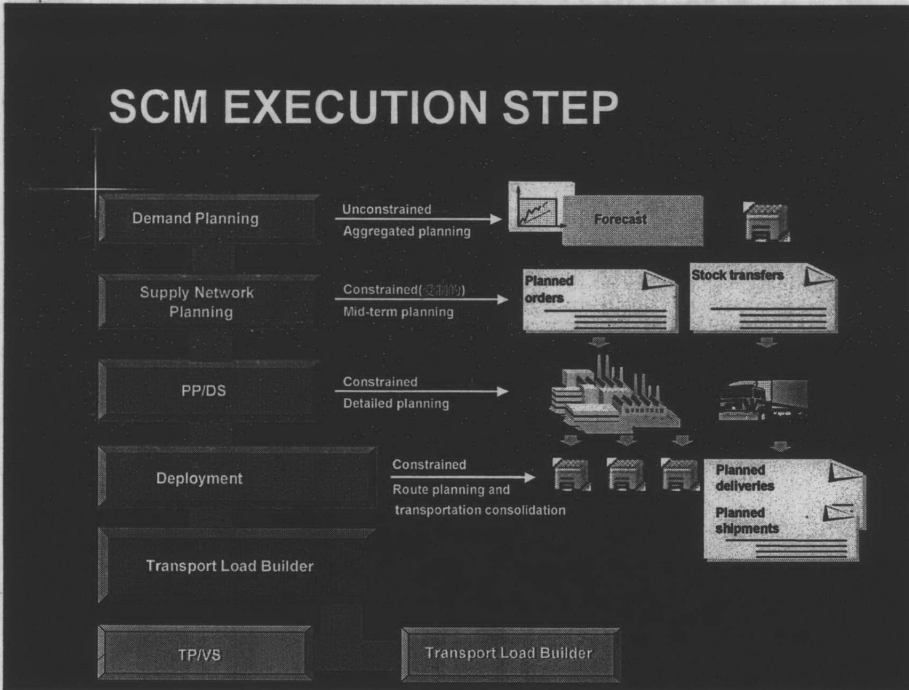 SCM EXECUTION STEP
Demand Planning
Unconstrained
Aggregated planning
Forecast
Supply Network
Planning
Constrained(
Mid-term planning
Planned
orders
Stock transfers
PP/DS
Constrained
Detailed planning
Deployment
Constrained
Route planning and
transportation consolidation
Planned
deliveries
Planned
shipments
Transport Load Builder
TP/VS
Transport Load Builder